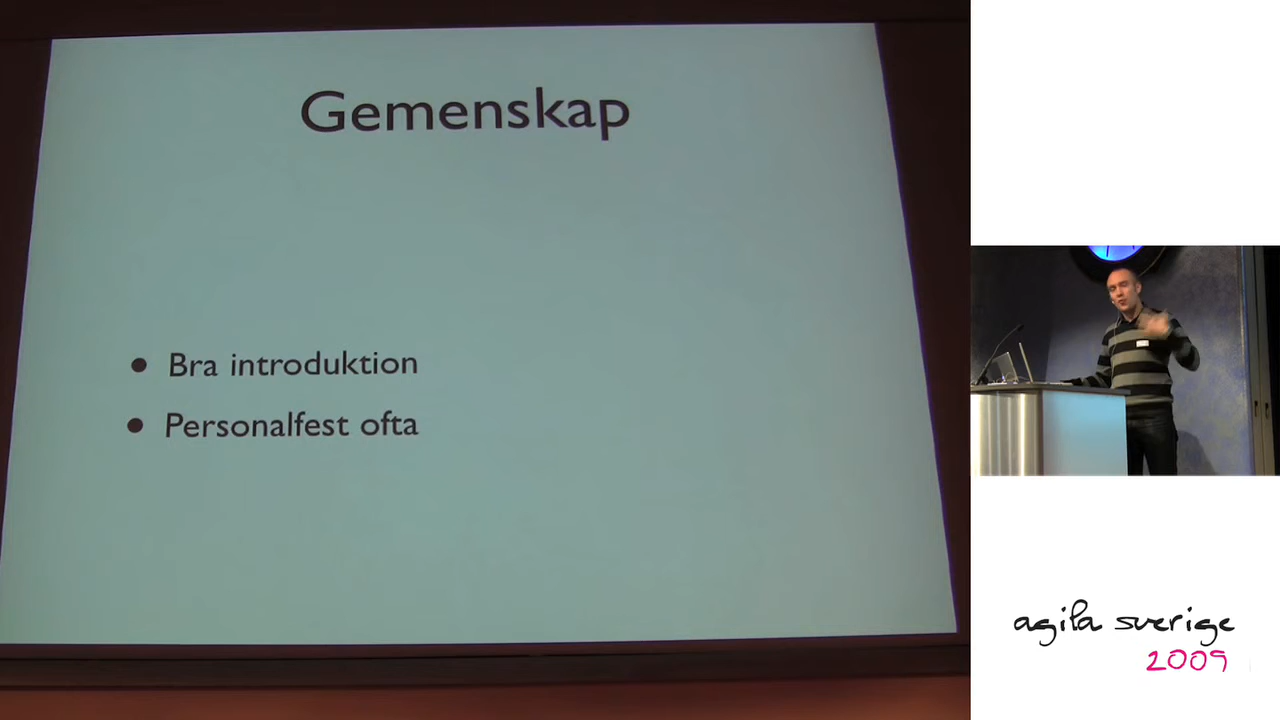 Gemenskap
• Bra introduktion
• Personalfest ofta
agila sverige
2009